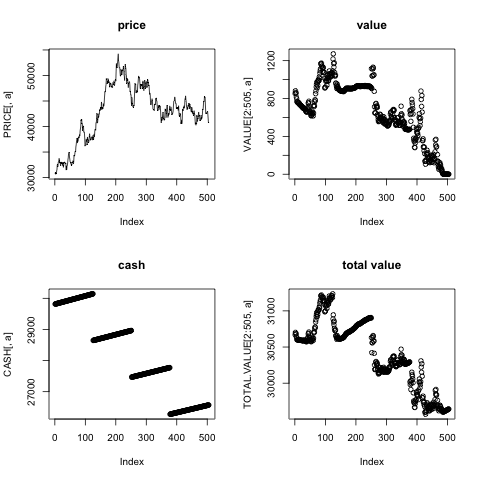 price
PRICE[, a]
30000 40000 50000
0 100 200 300 400 500
Index
value
VALUE[2:505, a]
0 400 800 1200
0 100 200 300 400 500
Index
cash
CASH[, a]
27000 29000
0 100 200 300 400 500
Index
total value
TOTAL.VALUE[2:505, a]
30000 30500 31000
0 100 200 300 400 500
Index